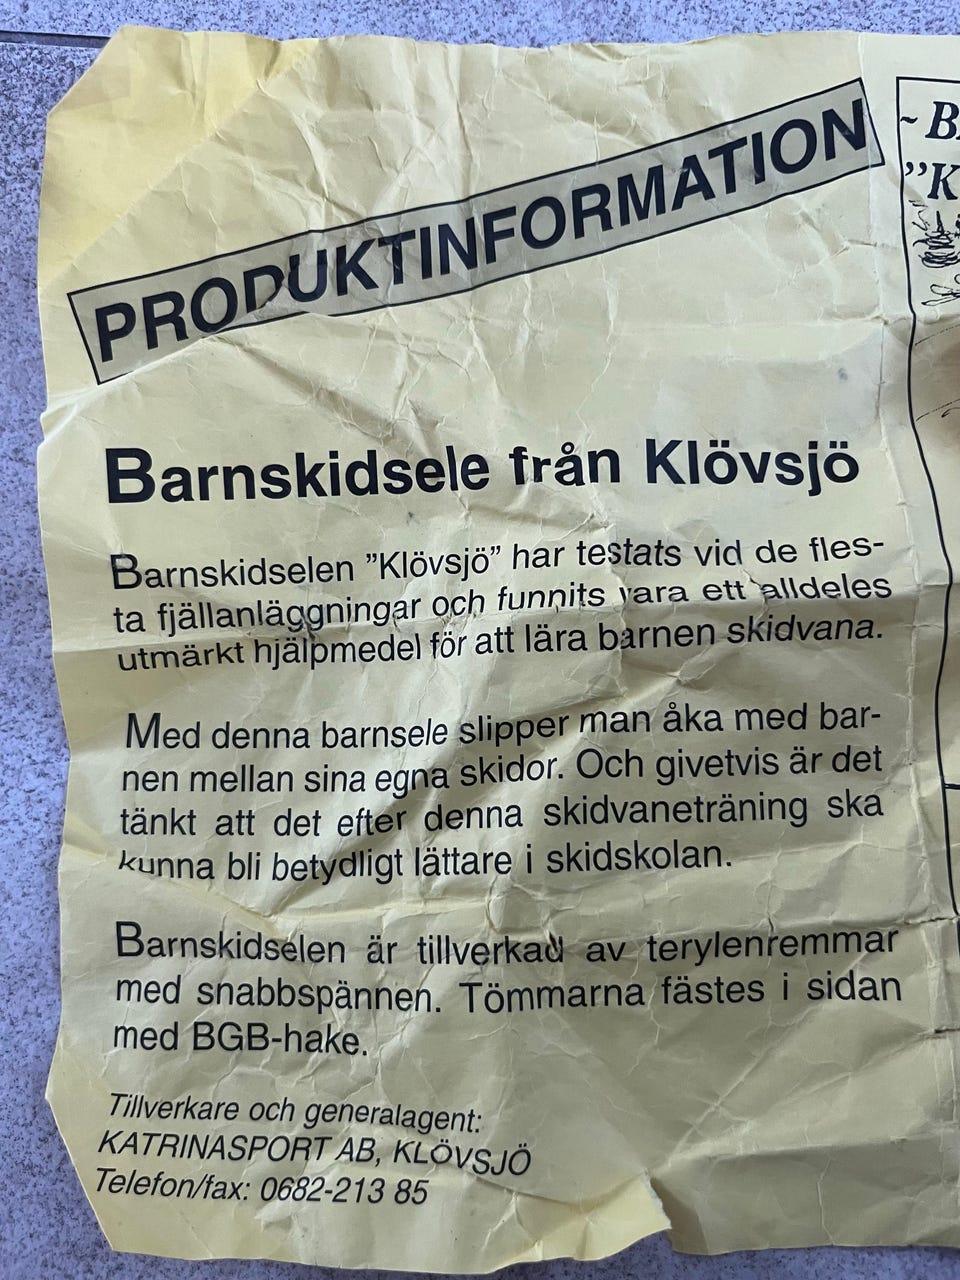 PRODUKTINFORMATION
Barnskidsele från Klövsjö
Barnskidselen ”Klövsjö” har testats vid de fles-
ta fjällanläggningar och funnits vara ett alldeles
utmärkt hjälpmedel för att lära barnen skidvana.
Med denna barnsele slipper man åka med bar-
nen mellan sina egna skidor. Och givetvis är det
tänkt att det efter denna skidvaneträning ska
kunna bli betydligt lättare i skidskolan.
Barnskidselen är tillverkad av terylenremmar
med snabbspännen. Tömmarna fästes i sidan
med BGB-hake.
Tillverkare och generalagent:
KATRINASPORT AB, KLÖVSJÖ
Telefon/fax: 0682-213 85